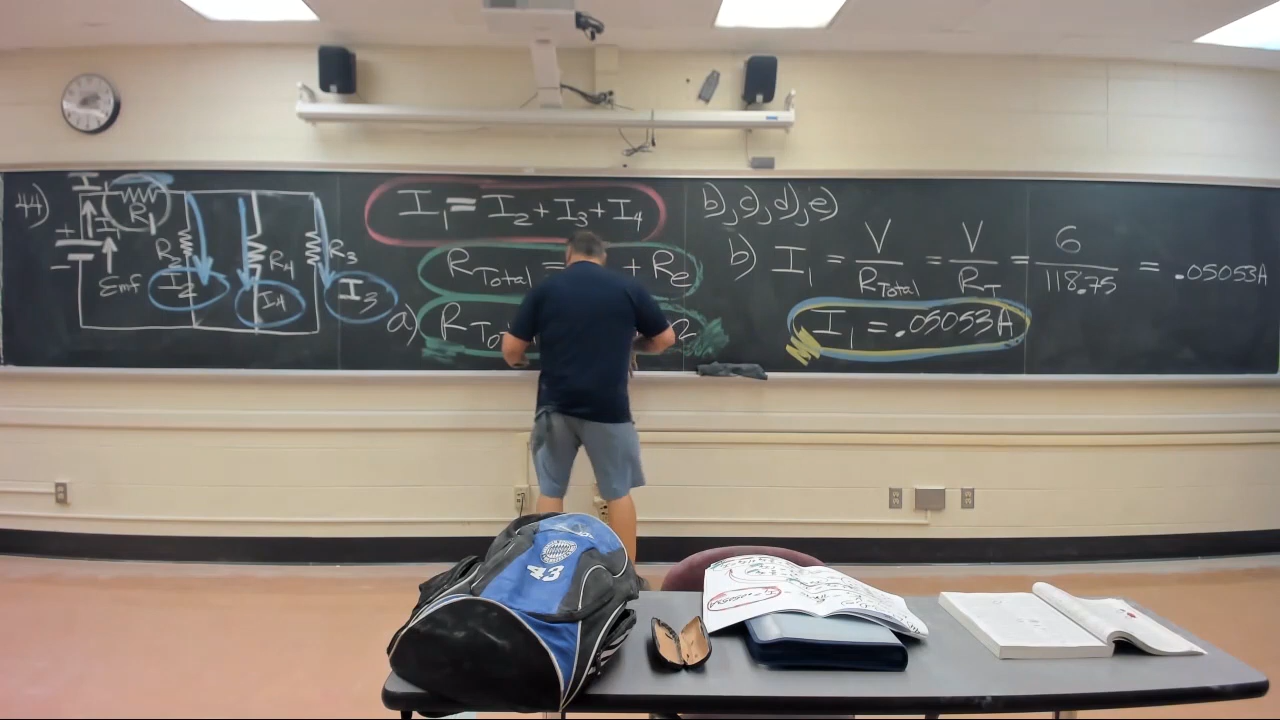 44)
I
R1
I
+
-
Emf
R2
I2
R4
I4
R3
I3
I1 = I2 + I3 + I4
RTotal = + Re
a) RTo
b), c), d), e)
b) I1 = V/RTotal = V/RT = 6/118.75 = .05053A
I1 = .05053A
43